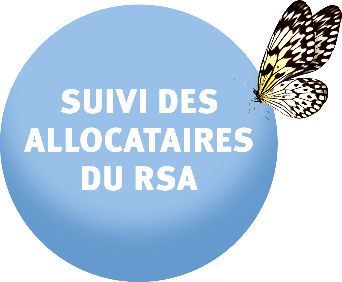 SUIVI DES
ALLOCATAIRES
DU RSA